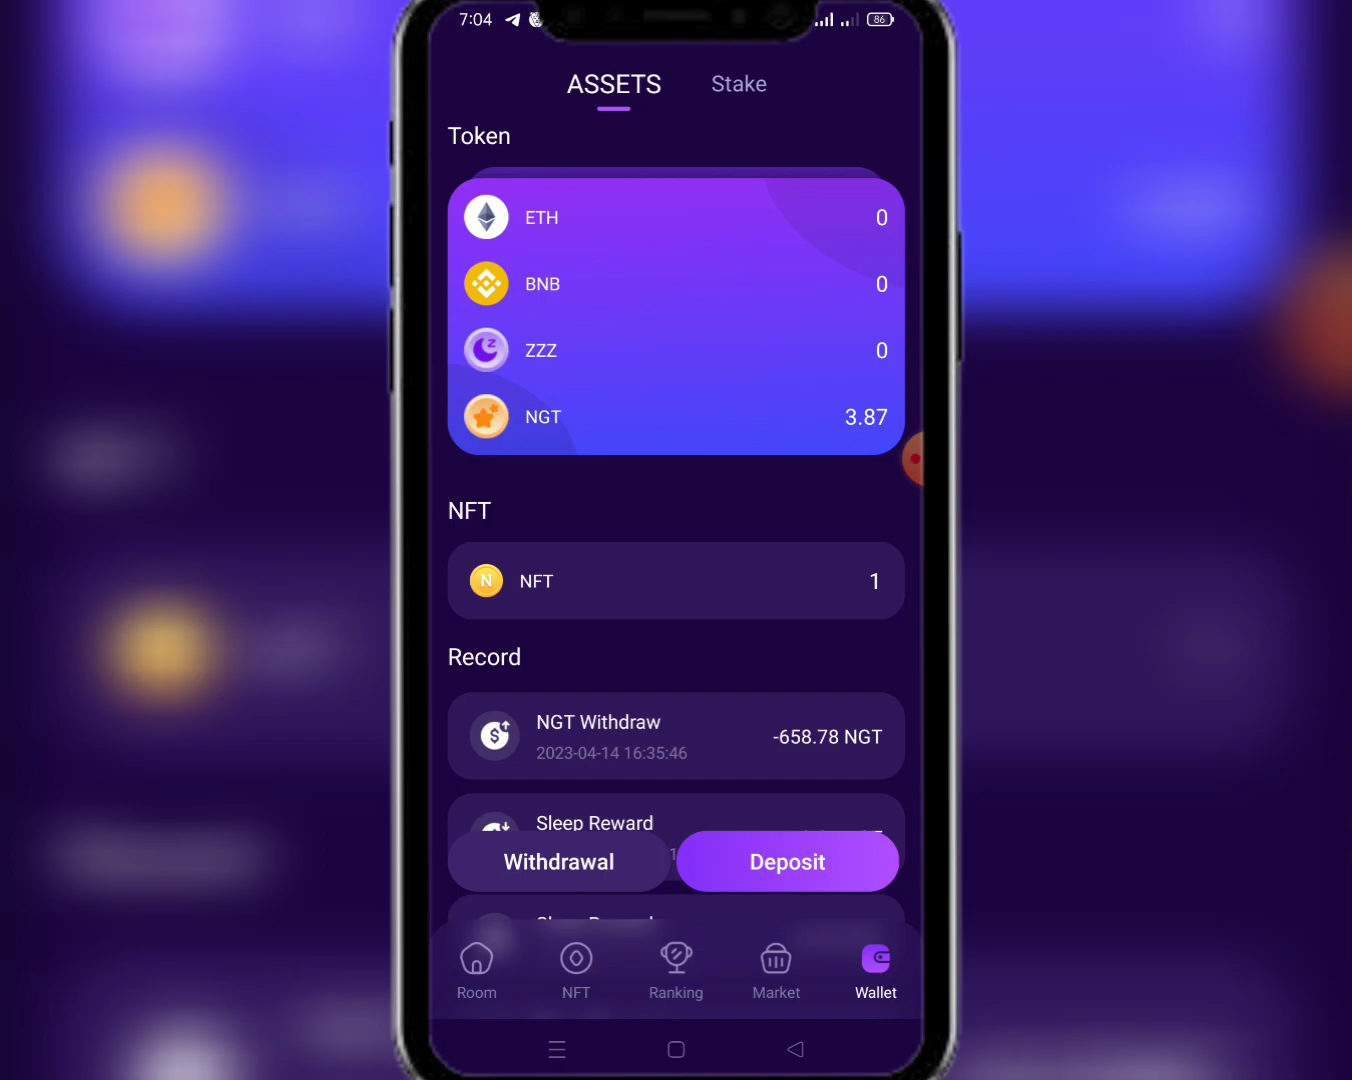 7:04
86
ASSETS Stake
Token
ETH 0
BNB 0
ZZZ 0
NGT 3.87
NFT
N NFT 1
Record
NGT Withdraw
-658.78 NGT
2023-04-14 16:35:46
Sleep Reward
Withdrawal Deposit
Room NFT Ranking Market Wallet